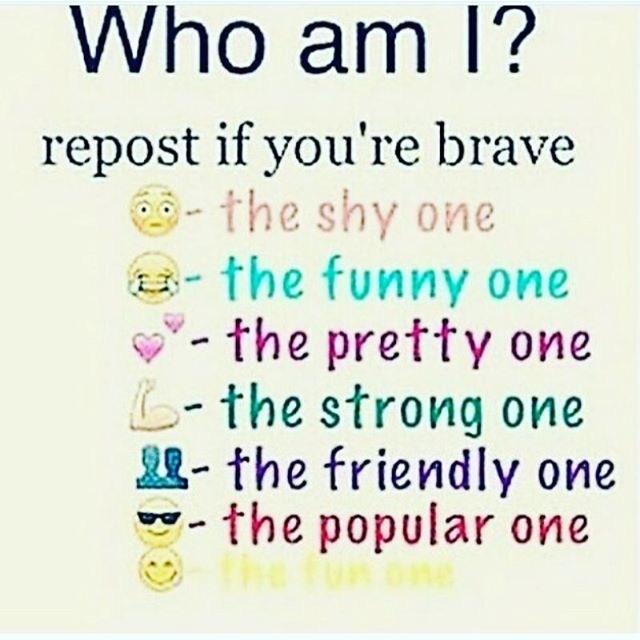 Who am I?
repost if you're brave
😳- the shy one
😂- the funny one
💕- the pretty one
💪- the strong one
👥- the friendly one
😎- the popular one
😊- the fun one